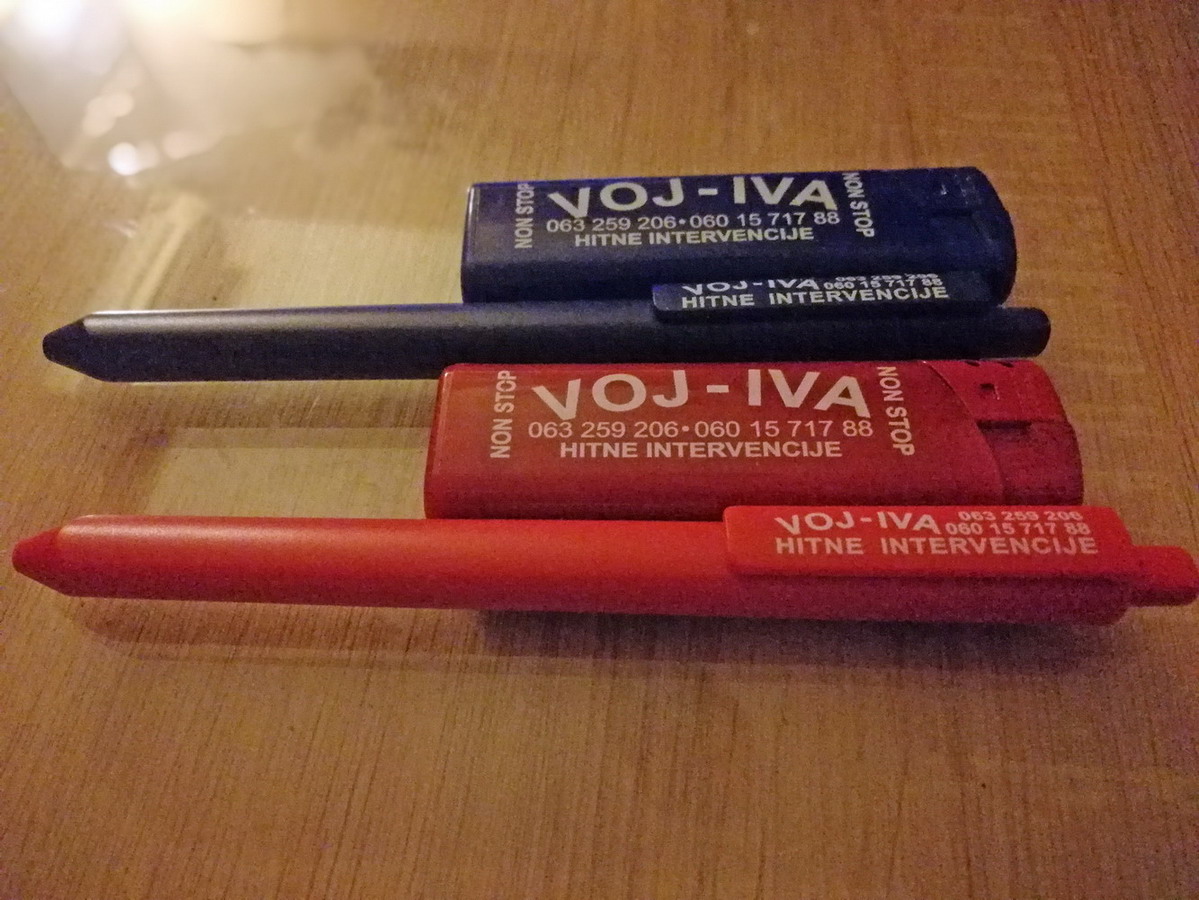 NON STOP
VOJ-IVA
063 259 206•060 15 717 88
HITNE INTERVENCIJE
NON STOP
VOJ-IVA
063 259 206
060 15 717 88
HITNE INTERVENCIJE
NON STOP
VOJ-IVA
063 259 206•060 15 717 88
HITNE INTERVENCIJE
NON STOP
VOJ-IVA
063 259 206
060 15 717 88
HITNE INTERVENCIJE